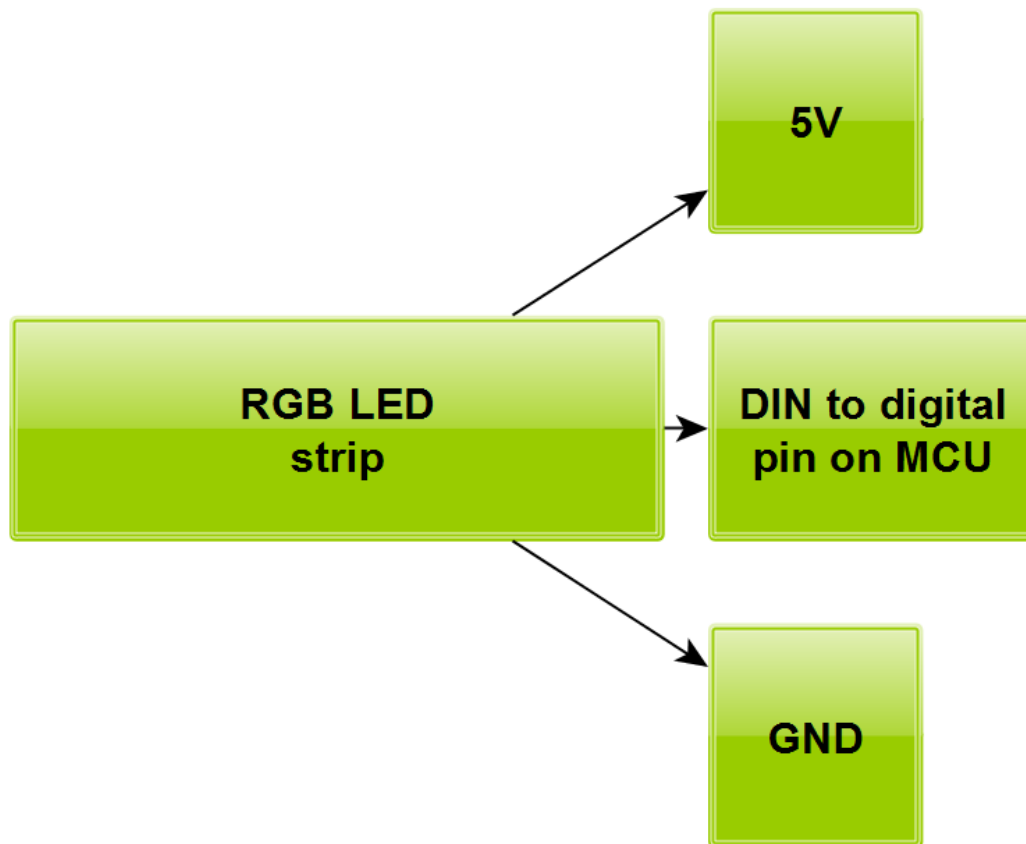 5V
RGB LED
strip
DIN to digital
pin on MCU
GND